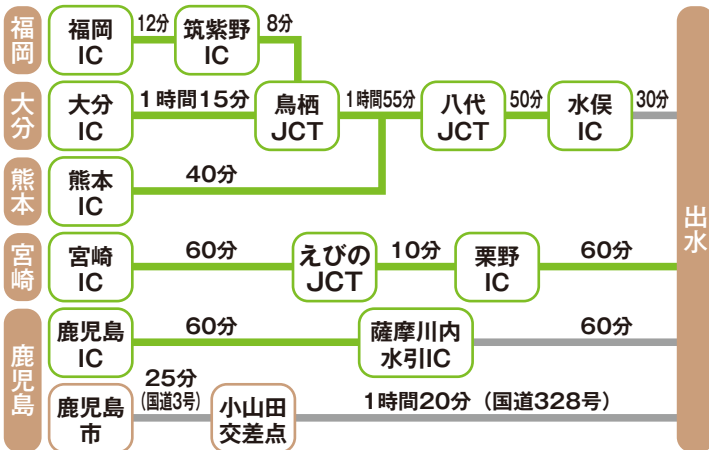 福岡
福岡
IC
12分
筑紫野
IC
8分
大分
大分
IC
1時間15分
鳥栖
JCT
1時間55分
八代
JCT
50分
水俣
IC
30分
熊本
熊本
IC
40分
宮崎
宮崎
IC
60分
えびの
JCT
10分
栗野
IC
60分
鹿児島
鹿児島
IC
60分
薩摩川内
水引IC
60分
鹿児島
市
25分
(国道3号)
小山田
交差点
1時間20分（国道328号）
出水